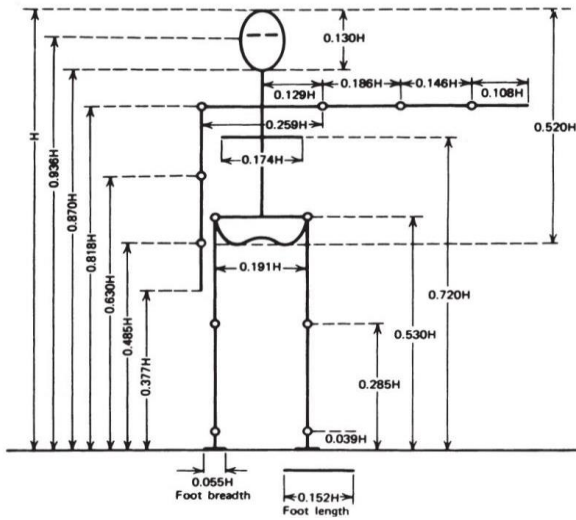 0.130H
0.186H
0.146H
0.129H
0.108H
0.259H
0.520H
0.174H
H
0.936H
0.870H
0.818H
0.630H
0.485H
0.377H
0.191H
0.720H
0.530H
0.285H
0.039H
0.055H
Foot breadth
0.152H
Foot length